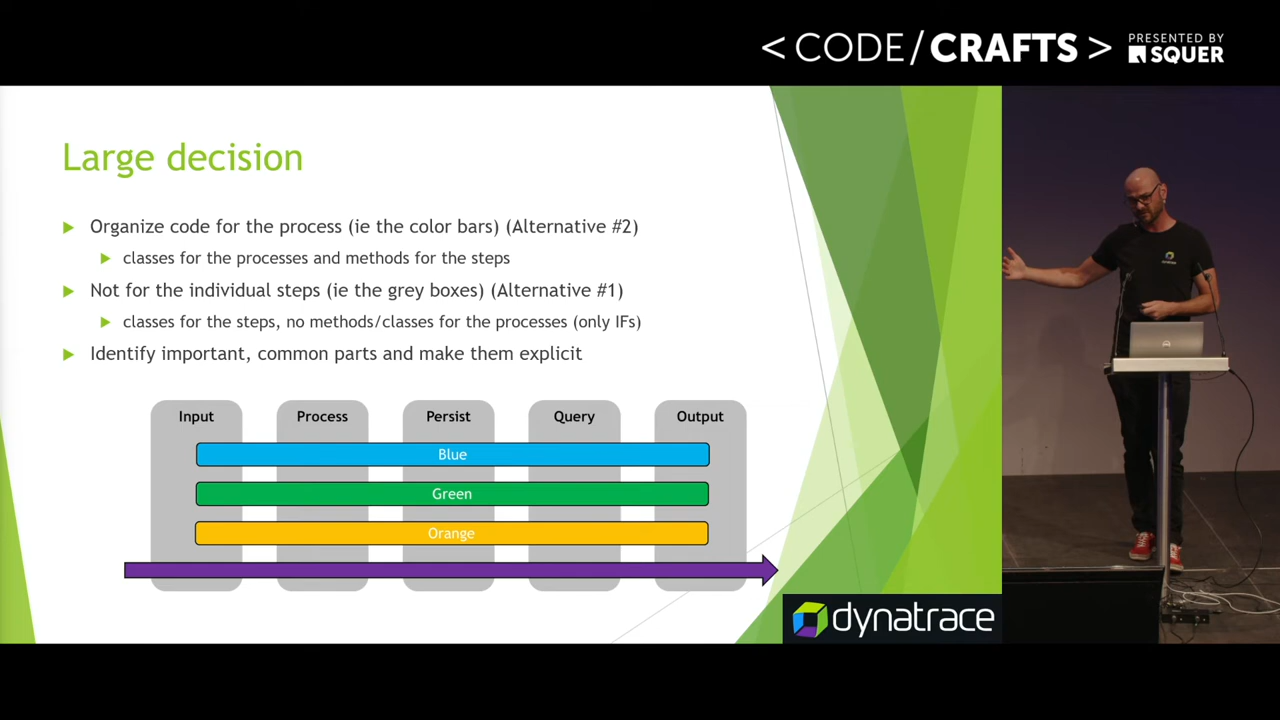 < CODE/CRAFTS >
PRESENTED BY
SQUER
Large decision
Organize code for the process (ie the color bars) (Alternative #2)
classes for the processes and methods for the steps
Not for the individual steps (ie the grey boxes) (Alternative #1)
classes for the steps, no methods/classes for the processes (only IFs)
Identify important, common parts and make them explicit
Input Process Persist Query Output
Blue
Green
Orange
dynatrace
dynatrace